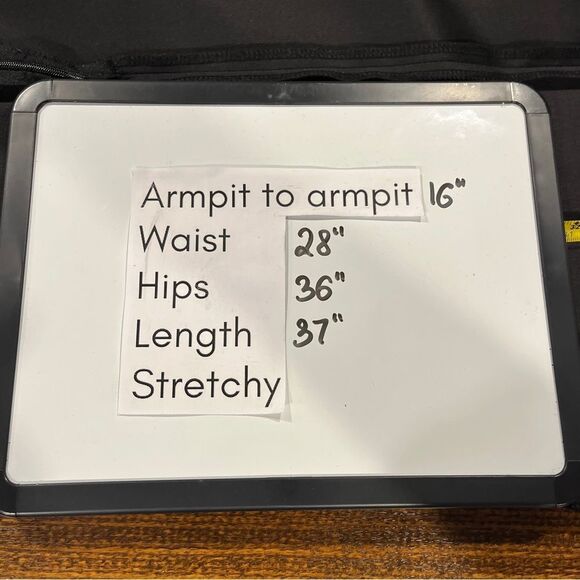 Armpit to armpit 16"
Waist 28"
Hips 36"
Length 37"
Stretchy